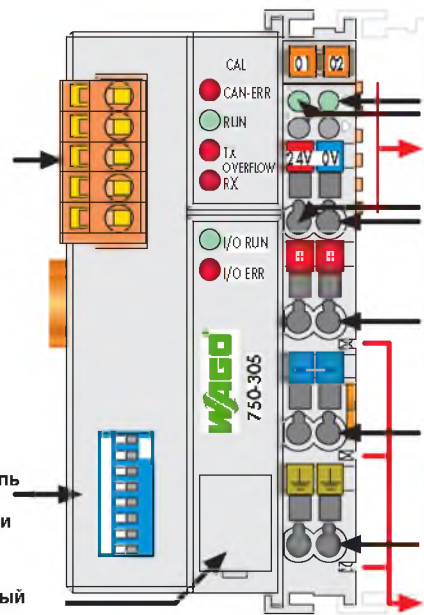 01 02
CAL
CAN-ERR
RUN
Tx
OVERFLOW
RX
24V 0V
I/O RUN
I/O ERR
WAGO
750-305
ль
и
ый